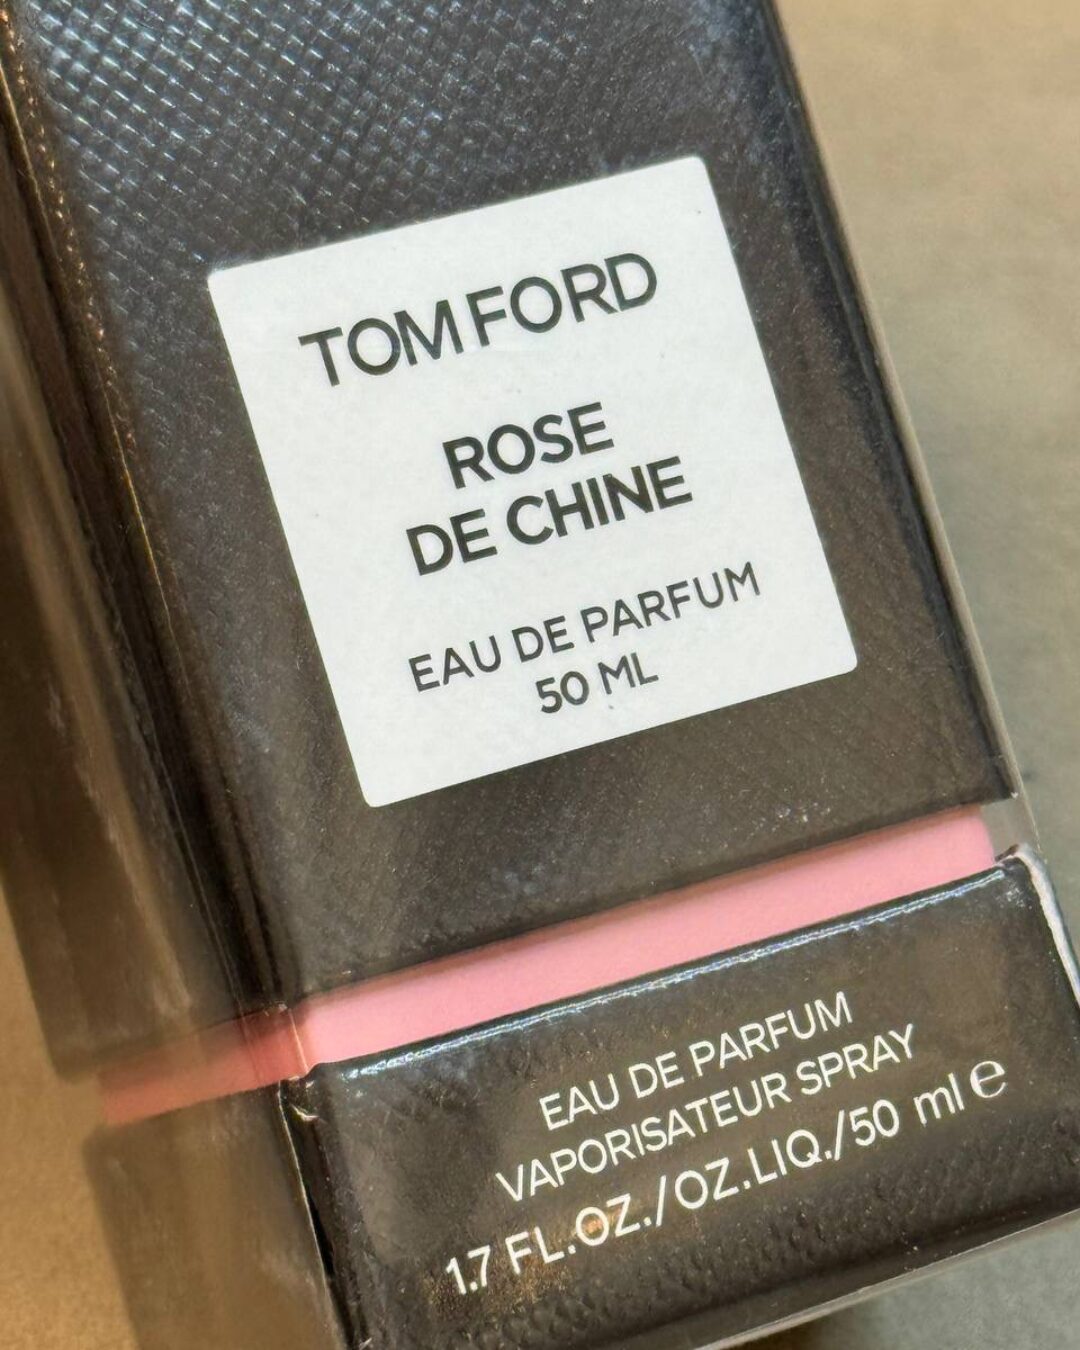 TOM FORD
ROSE
DE CHINE
EAU DE PARFUM
50 ML
EAU DE PARFUM
VAPORISATEUR SPRAY
1.7 FL.OZ./OZ.LIQ./50 ml ℮